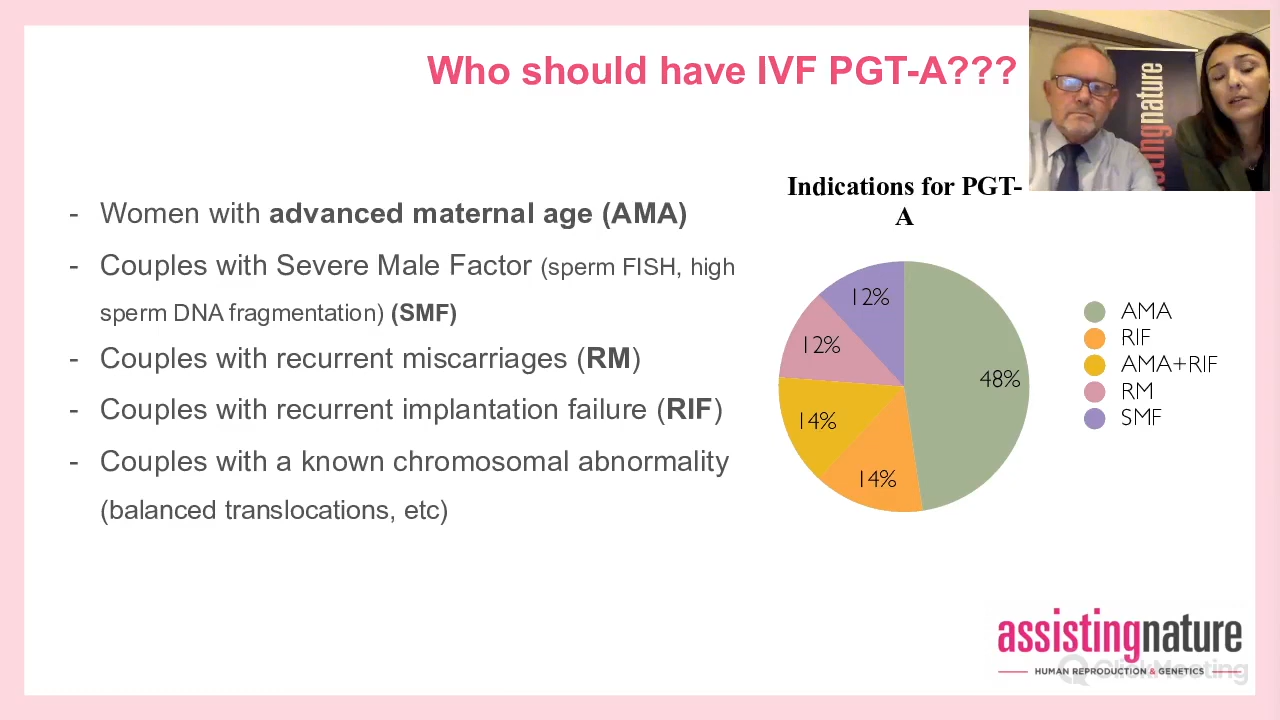 Who should have IVF PGT-A???
- Women with advanced maternal age (AMA)
- Couples with Severe Male Factor (sperm FISH, high
sperm DNA fragmentation) (SMF)
- Couples with recurrent miscarriages (RM)
- Couples with recurrent implantation failure (RIF)
- Couples with a known chromosomal abnormality
(balanced translocations, etc)
Indications for PGT-
A
12%
12%
48%
14%
14%
AMA
RIF
AMA+RIF
RM
SMF
tingnature
assistingnature
HUMAN REPRODUCTION & GENETICS
ClickMeeting